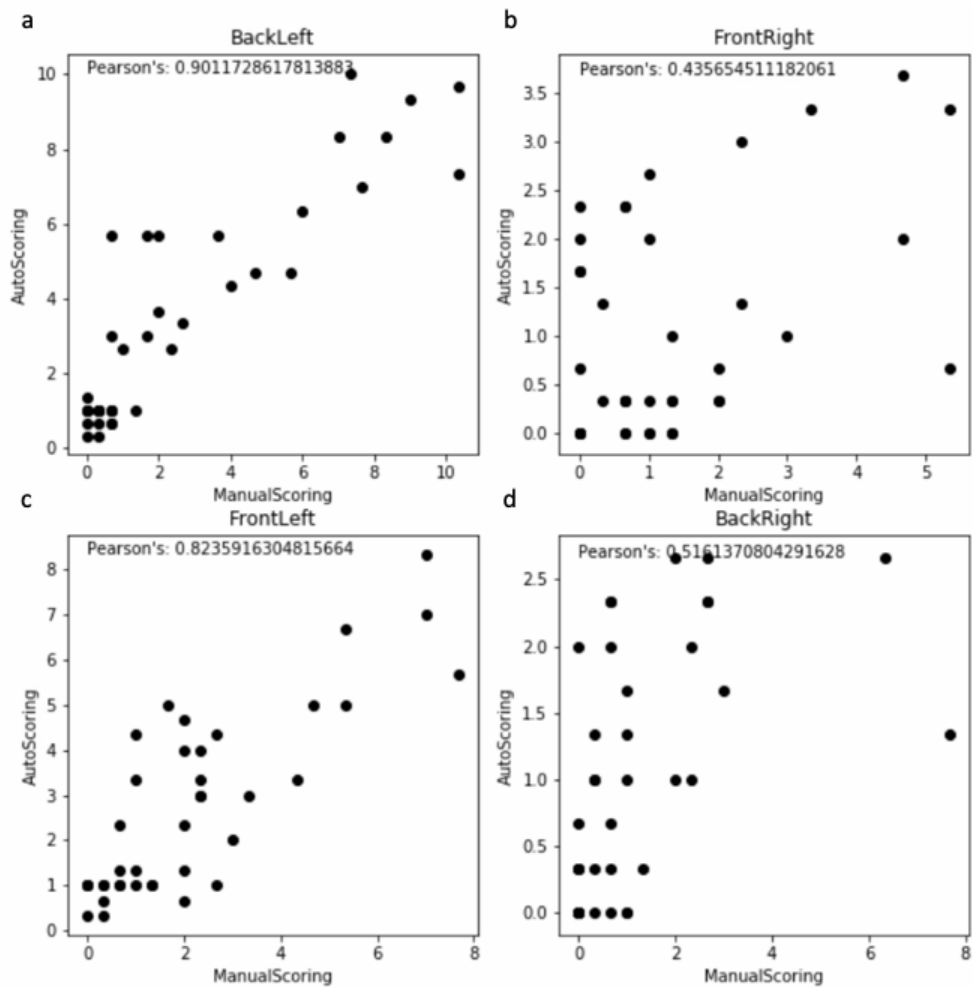 a
BackLeft
Pearson's: 0.9011728617813883
10
8
6
4
2
0
AutoScoring
0 2 4 6 8 10
ManualScoring
b
FrontRight
Pearson's: 0.435654511182061
3.5
3.0
2.5
2.0
1.5
1.0
0.5
0.0
AutoScoring
0 1 2 3 4 5
ManualScoring
c
FrontLeft
Pearson's: 0.8235916304815664
8
7
6
5
4
3
2
1
0
AutoScoring
0 2 4 6 8
ManualScoring
d
BackRight
Pearson's: 0.5161370804291628
2.5
2.0
1.5
1.0
0.5
0.0
AutoScoring
0 2 4 6 8
ManualScoring